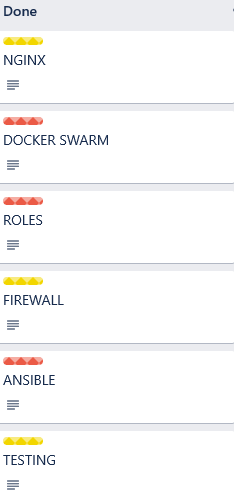 Done
NGINX
DOCKER SWARM
ROLES
FIREWALL
ANSIBLE
TESTING